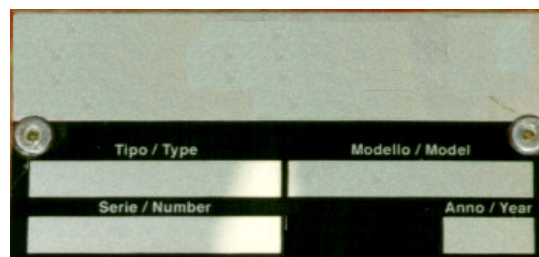 Tipo / Type Modello / Model
Serie / Number Anno / Year